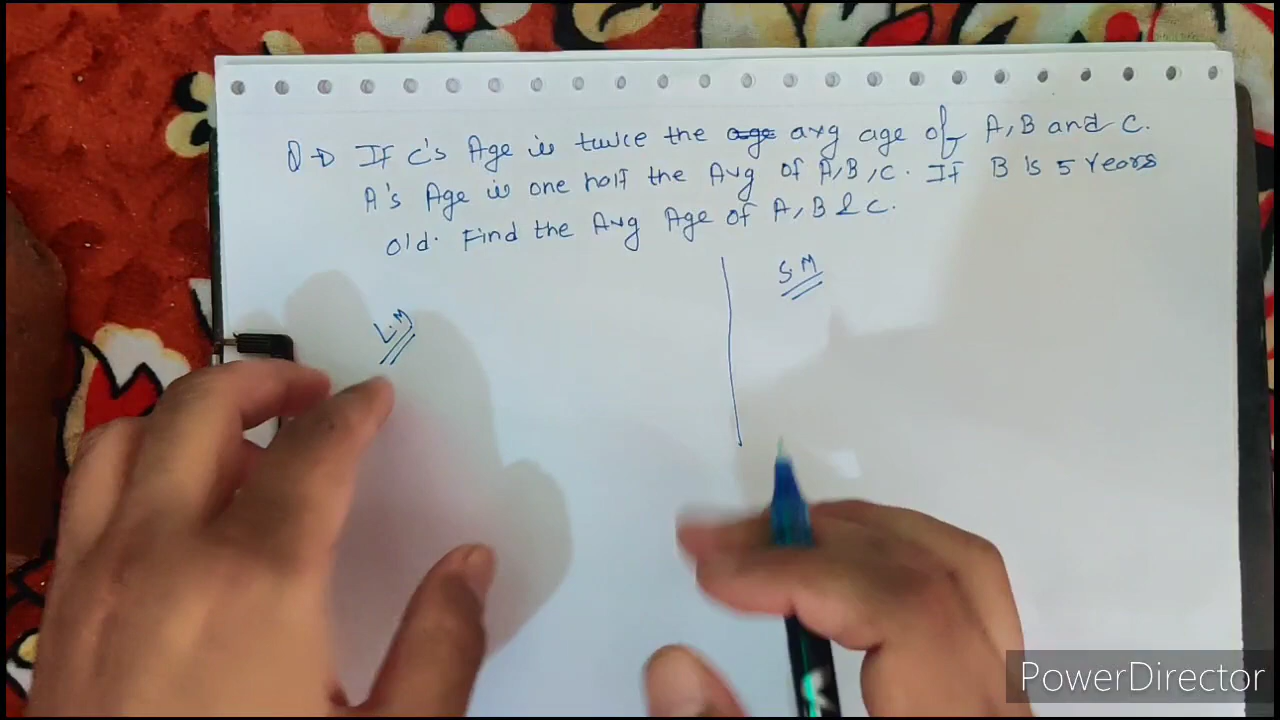 Q → If C's Age is twice the age avg age of A, B and C.
A's Age is one half the Avg of A, B, C. If B is 5 Years
old. Find the Avg Age of A, B & C.
S.M
L.M
PowerDirector